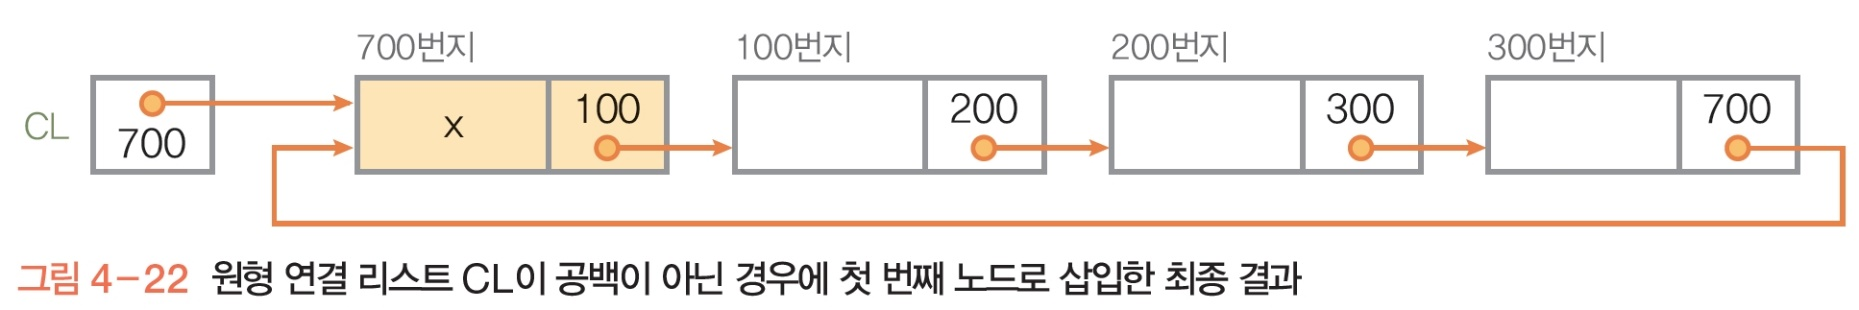 700번지 100번지 200번지 300번지
CL 700 x 100 200 300 700
그림 4-22 원형 연결 리스트 CL이 공백이 아닌 경우에 첫 번째 노드로 삽입한 최종 결과